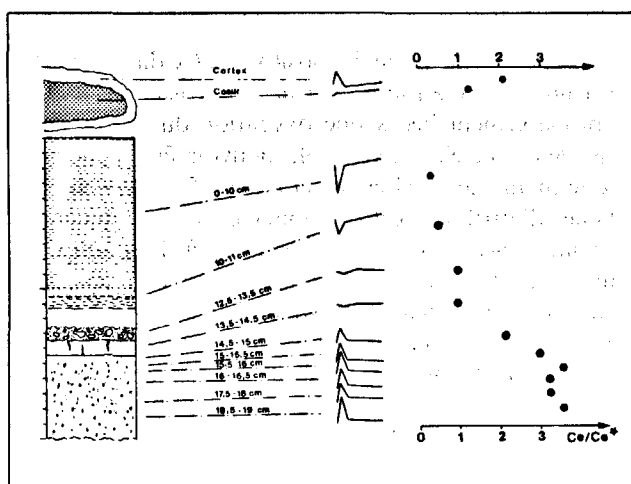 0 1 2 3
Cortex
Coeur
0-10 cm
10-11 cm
12,5-13,5 cm
13,5-14,5 cm
14,5-15 cm
15-15,5 cm
15,5-16 cm
16-16,5 cm
17,5-18 cm
18,5-19 cm
0 1 2 3 Ce/Ce*